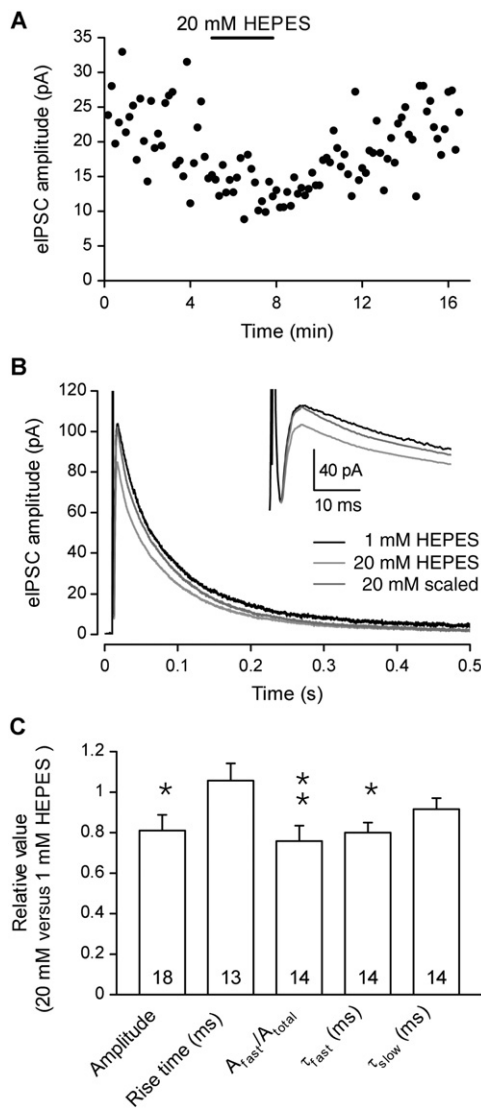 A
20 mM HEPES
eIPSC amplitude (pA)
35
30
25
20
15
10
5
0
0 4 8 12 16
Time (min)
B
eIPSC amplitude (pA)
120
100
80
60
40
20
0
40 pA
10 ms
1 mM HEPES
20 mM HEPES
20 mM scaled
0 0.1 0.2 0.3 0.4 0.5
Time (s)
C
Relative value
(20 mM versus 1 mM HEPES )
1.2
1
0.8
0.6
0.4
0.2
0
* * * *
18 13 14 14 14
Amplitude
Rise time (ms)
Afast/Atotal
τfast (ms)
τslow (ms)